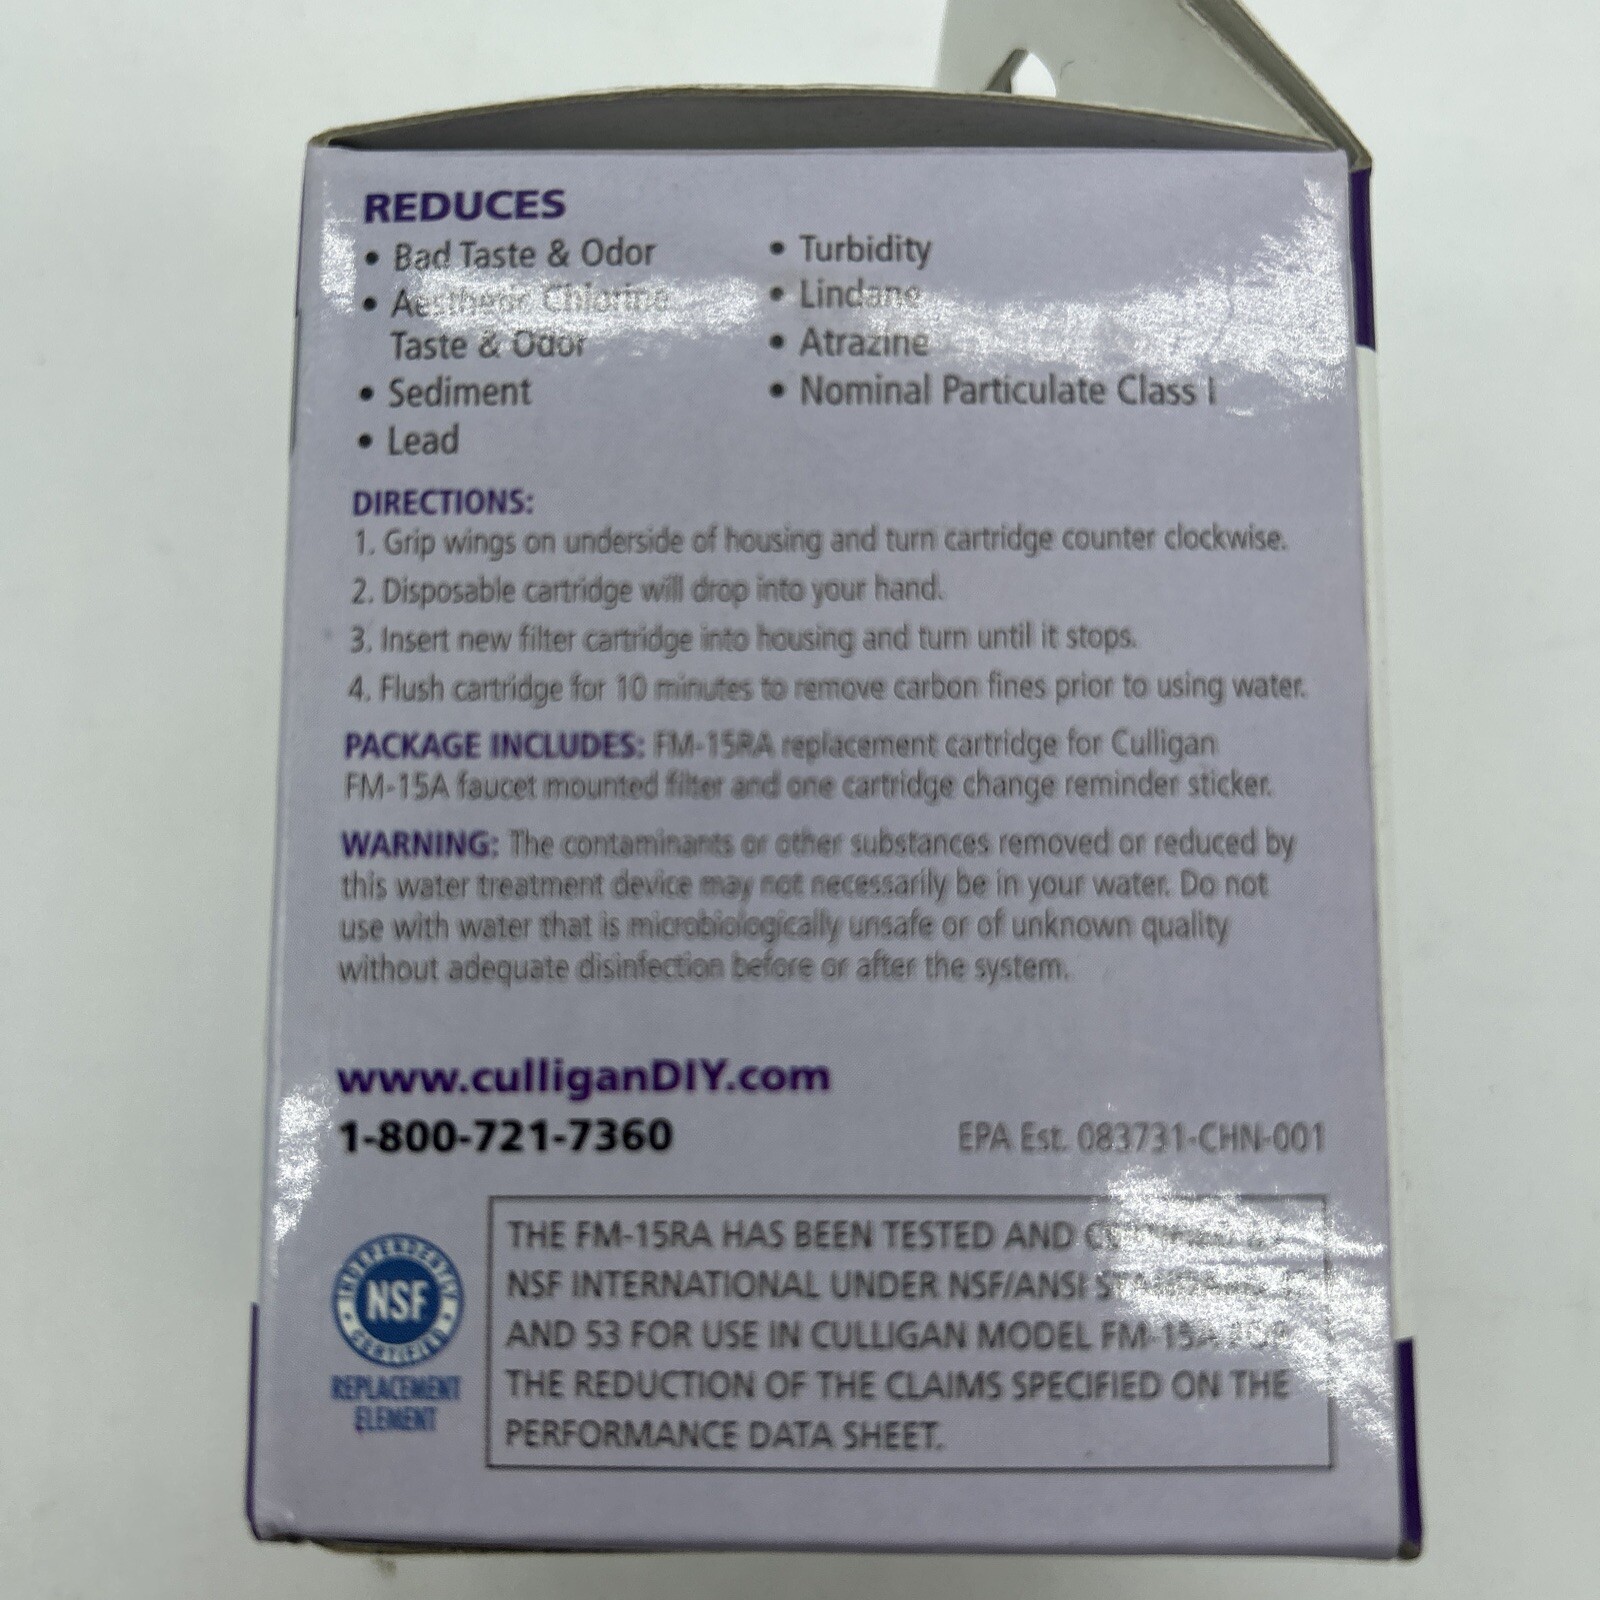 REDUCES
• Bad Taste & Odor
• Aesthetic Chlorine
Taste & Odor
• Sediment
• Lead
• Turbidity
• Lindane
• Atrazine
• Nominal Particulate Class I
DIRECTIONS:
1. Grip wings on underside of housing and turn cartridge counter clockwise.
2. Disposable cartridge will drop into your hand.
3. Insert new filter cartridge into housing and turn until it stops.
4. Flush cartridge for 10 minutes to remove carbon fines prior to using water.
PACKAGE INCLUDES: FM-15RA replacement cartridge for Culligan
FM-15A faucet mounted filter and one cartridge change reminder sticker.
WARNING: The contaminants or other substances removed or reduced by
this water treatment device may not necessarily be in your water. Do not
use with water that is microbiologically unsafe or of unknown quality
without adequate disinfection before or after the system.
www.culliganDIY.com
1-800-721-7360
EPA Est. 083731-CHN-001
INDEPENDENTLY
NSF
CERTIFIED
REPLACEMENT
ELEMENT
THE FM-15RA HAS BEEN TESTED AND
NSF INTERNATIONAL UNDER NSF/ANSI
AND 53 FOR USE IN CULLIGAN MODEL FM-15A FOR
THE REDUCTION OF THE CLAIMS SPECIFIED ON THE
PERFORMANCE DATA SHEET.